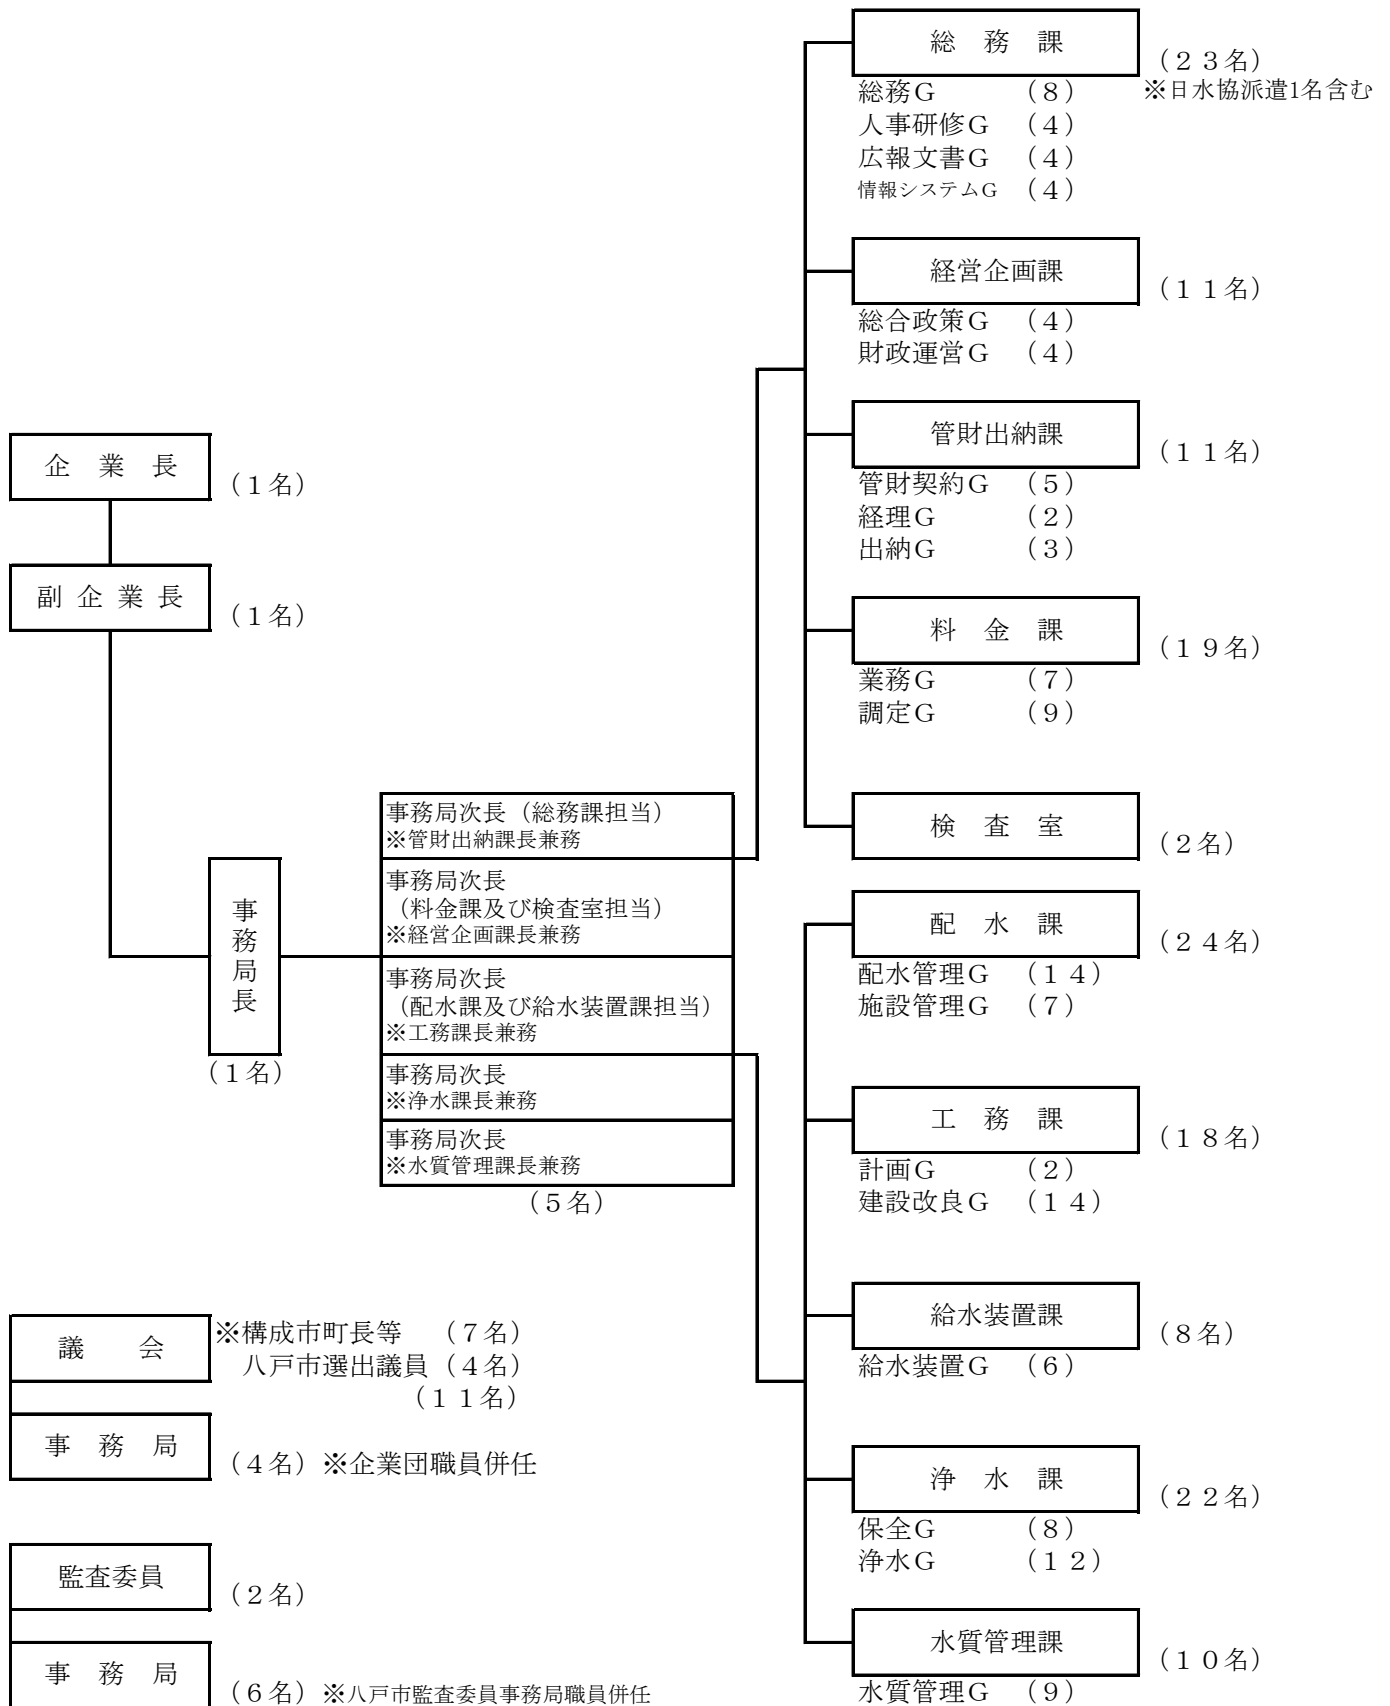 総　務　課
（２３名）
※日水協派遣1名含む
総務Ｇ　（８）
人事研修Ｇ　（４）
広報文書Ｇ　（４）
情報システムＧ　（４）
経営企画課
（１１名）
総合政策Ｇ　（４）
財政運営Ｇ　（４）
管財出納課
（１１名）
管財契約Ｇ　（５）
経理Ｇ　（２）
出納Ｇ　（３）
料　金　課
（１９名）
業務Ｇ　（７）
調定Ｇ　（９）
検　査　室
（２名）
企　業　長
（１名）
副 企 業 長
（１名）
事務局長
（１名）
事務局次長（総務課担当）
※管財出納課長兼務
事務局次長
（料金課及び検査室担当）
※経営企画課長兼務
事務局次長
（配水課及び給水装置課担当）
※工務課長兼務
事務局次長
※浄水課長兼務
事務局次長
※水質管理課長兼務
（５名）
配　水　課
（２４名）
配水管理Ｇ　（１４）
施設管理Ｇ　（７）
工　務　課
（１８名）
計画Ｇ　（２）
建設改良Ｇ　（１４）
給水装置課
（８名）
給水装置Ｇ　（６）
浄　水　課
（２２名）
保全Ｇ　（８）
浄水Ｇ　（１２）
水質管理課
（１０名）
水質管理Ｇ　（９）
議　　会
※構成市町長等　（７名）
八戸市選出議員（４名）
（１１名）
事　務　局
（４名）※企業団職員併任
監査委員
（２名）
事　務　局
（６名）※八戸市監査委員事務局職員併任